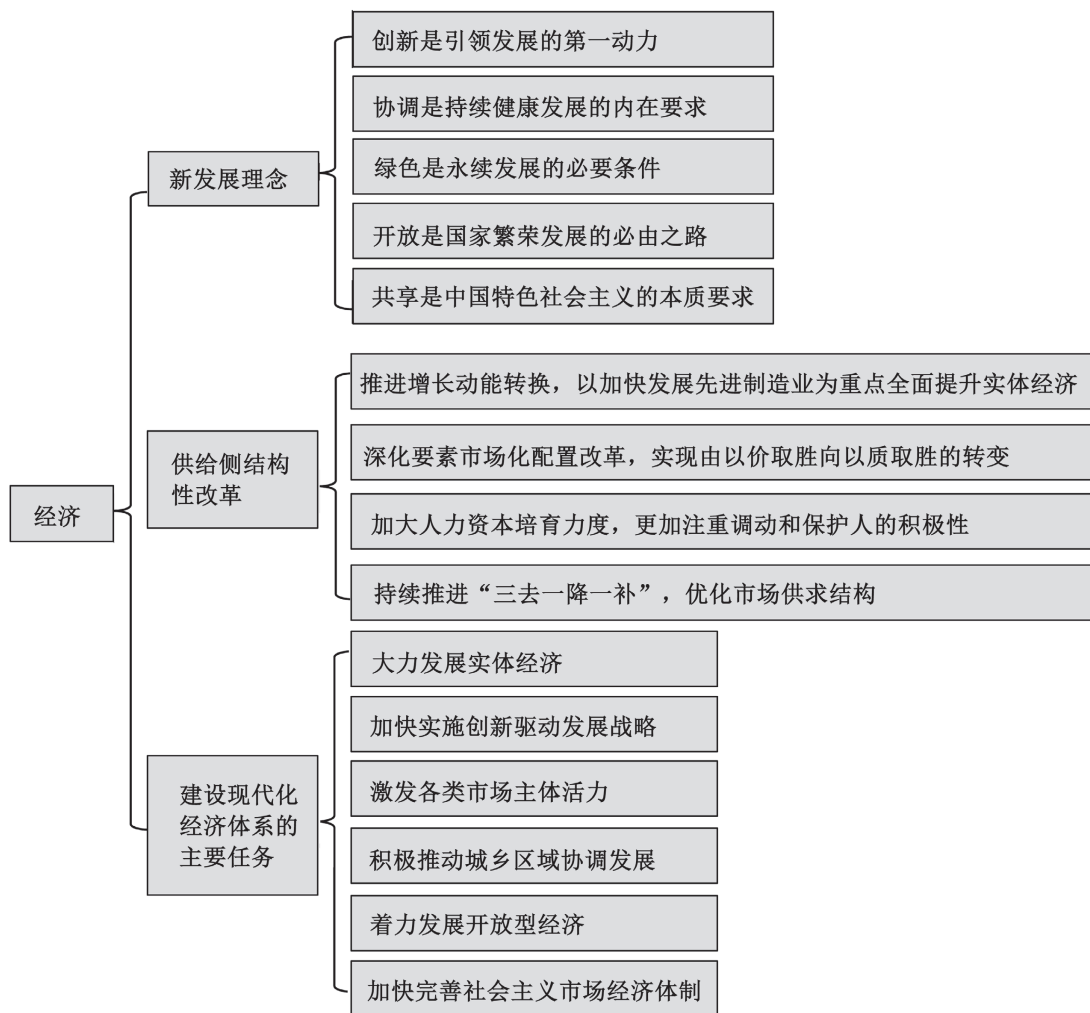 经济
新发展理念
创新是引领发展的第一动力
协调是持续健康发展的内在要求
绿色是永续发展的必要条件
开放是国家繁荣发展的必由之路
共享是中国特色社会主义的本质要求
供给侧结构
性改革
推进增长动能转换，以加快发展先进制造业为重点全面提升实体经济
深化要素市场化配置改革，实现由以价取胜向以质取胜的转变
加大人力资本培育力度，更加注重调动和保护人的积极性
持续推进“三去一降一补”，优化市场供求结构
建设现代化
经济体系的
主要任务
大力发展实体经济
加快实施创新驱动发展战略
激发各类市场主体活力
积极推动城乡区域协调发展
着力发展开放型经济
加快完善社会主义市场经济体制